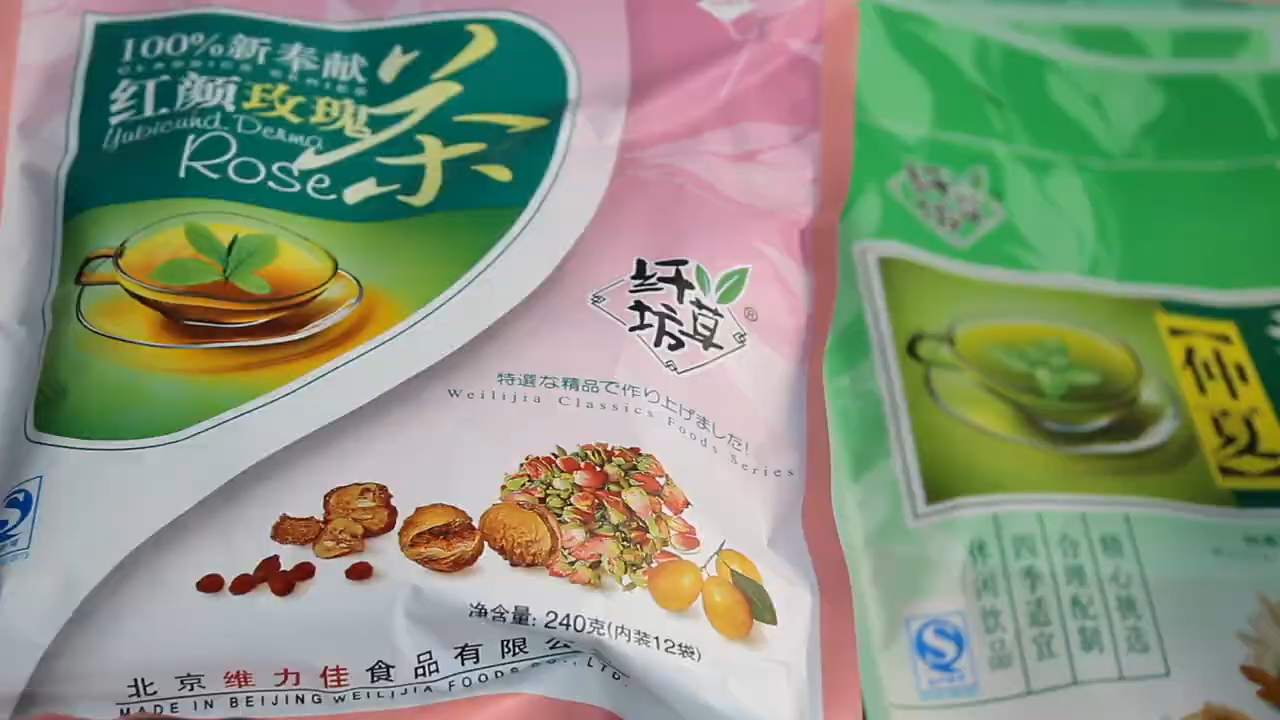 100%新奉献
CLASSICS SERIES
红颜玫瑰茶
Rubicund Derma
Rose
纤
坊草
®
特選な精品で作り上げました!
Weilijia Classics Foods Series
净含量: 240克(内装12袋)
北京维力佳食品有限公
MADE IN BEIJING WEILIJIA FOODS CO., LTD.
仲夏
精心挑选
合理配制
四季适宜
休闲饮品